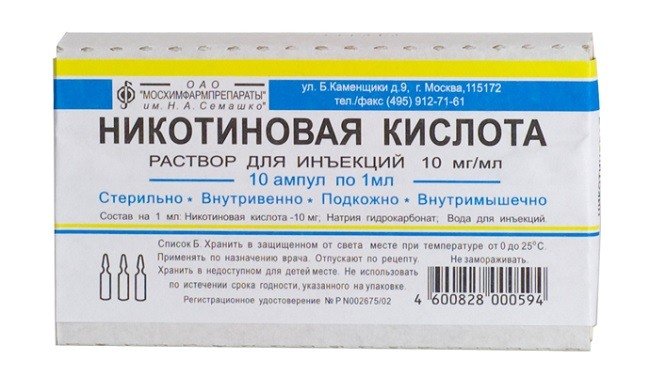 ОАО
"МОСХИМФАРМПРЕПАРАТЫ"
им. Н.А. Семашко"
ул. Б.Каменщики д.9, г. Москва,115172
тел./факс (495) 912-71-61
НИКОТИНОВАЯ КИСЛОТА
РАСТВОР ДЛЯ ИНЪЕКЦИЙ 10 мг/мл
10 ампул по 1мл
Стерильно * Внутривенно * Подкожно * Внутримышечно
Состав на 1 мл: Никотиновая кислота -10 мг; Натрия гидрокарбонат; Вода для инъекций.
Список Б. Хранить в защищенном от света месте при температуре от 0 до 25°С.
Применять по назначению врача. Отпускают по рецепту. Не замораживать.
Хранить в недоступном для детей месте. Не использовать
по истечении срока годности, указанного на упаковке.
Регистрационное удостоверение № Р N002675/02
4 600828 000594
НИКОТИНОВ